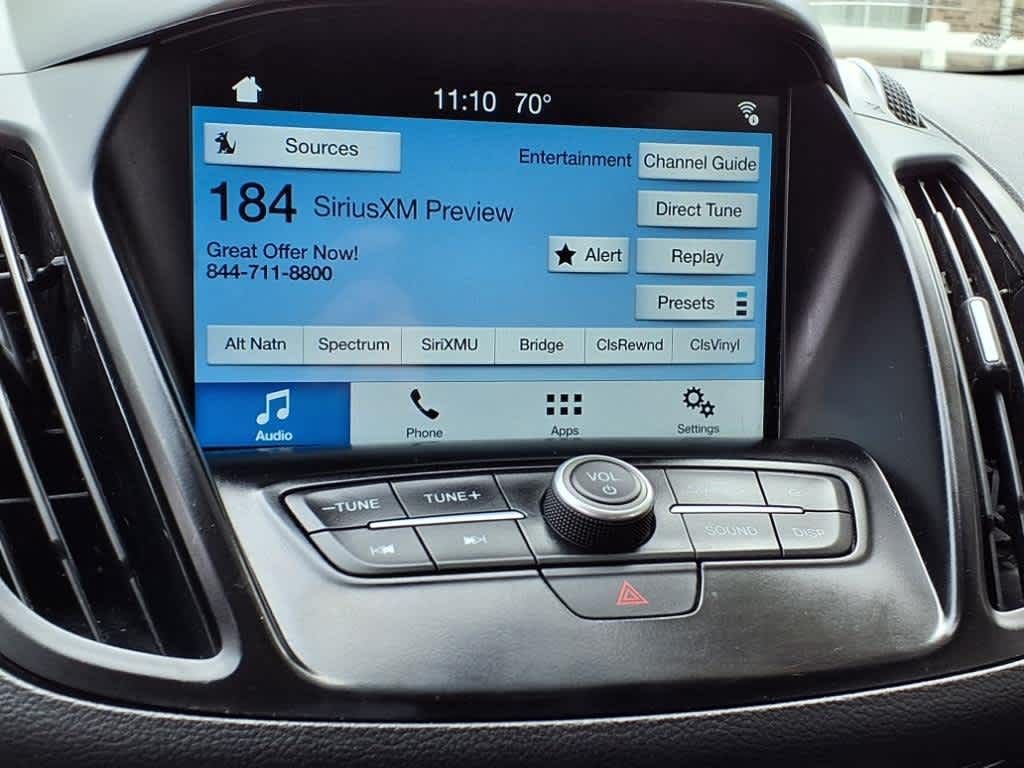 11:10 70°
Sources
Entertainment
Channel Guide
184 SiriusXM Preview
Direct Tune
Great Offer Now!
844-711-8800
Alert
Replay
Presets
Alt Natn
Spectrum
SiriXMU
Bridge
ClsRewnd
ClsVinyl
Audio
Phone
Apps
Settings
–TUNE
TUNE+
VOL
SOUND
DISP